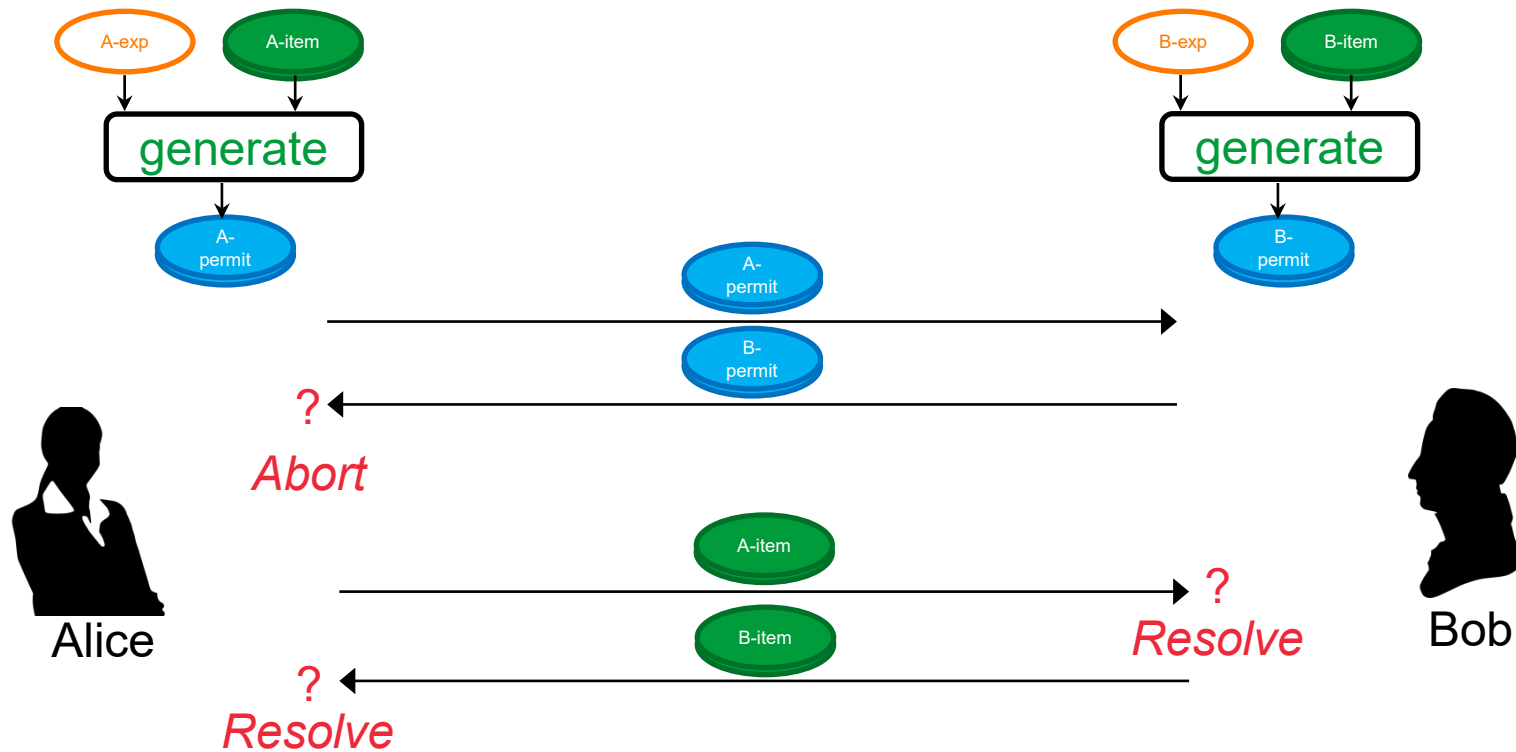 A-exp
A-item
B-exp
B-item
generate
generate
A-
permit
B-
permit
A-
permit
B-
permit
?
Abort
A-item
?
Resolve
B-item
Alice
Bob
?
Resolve